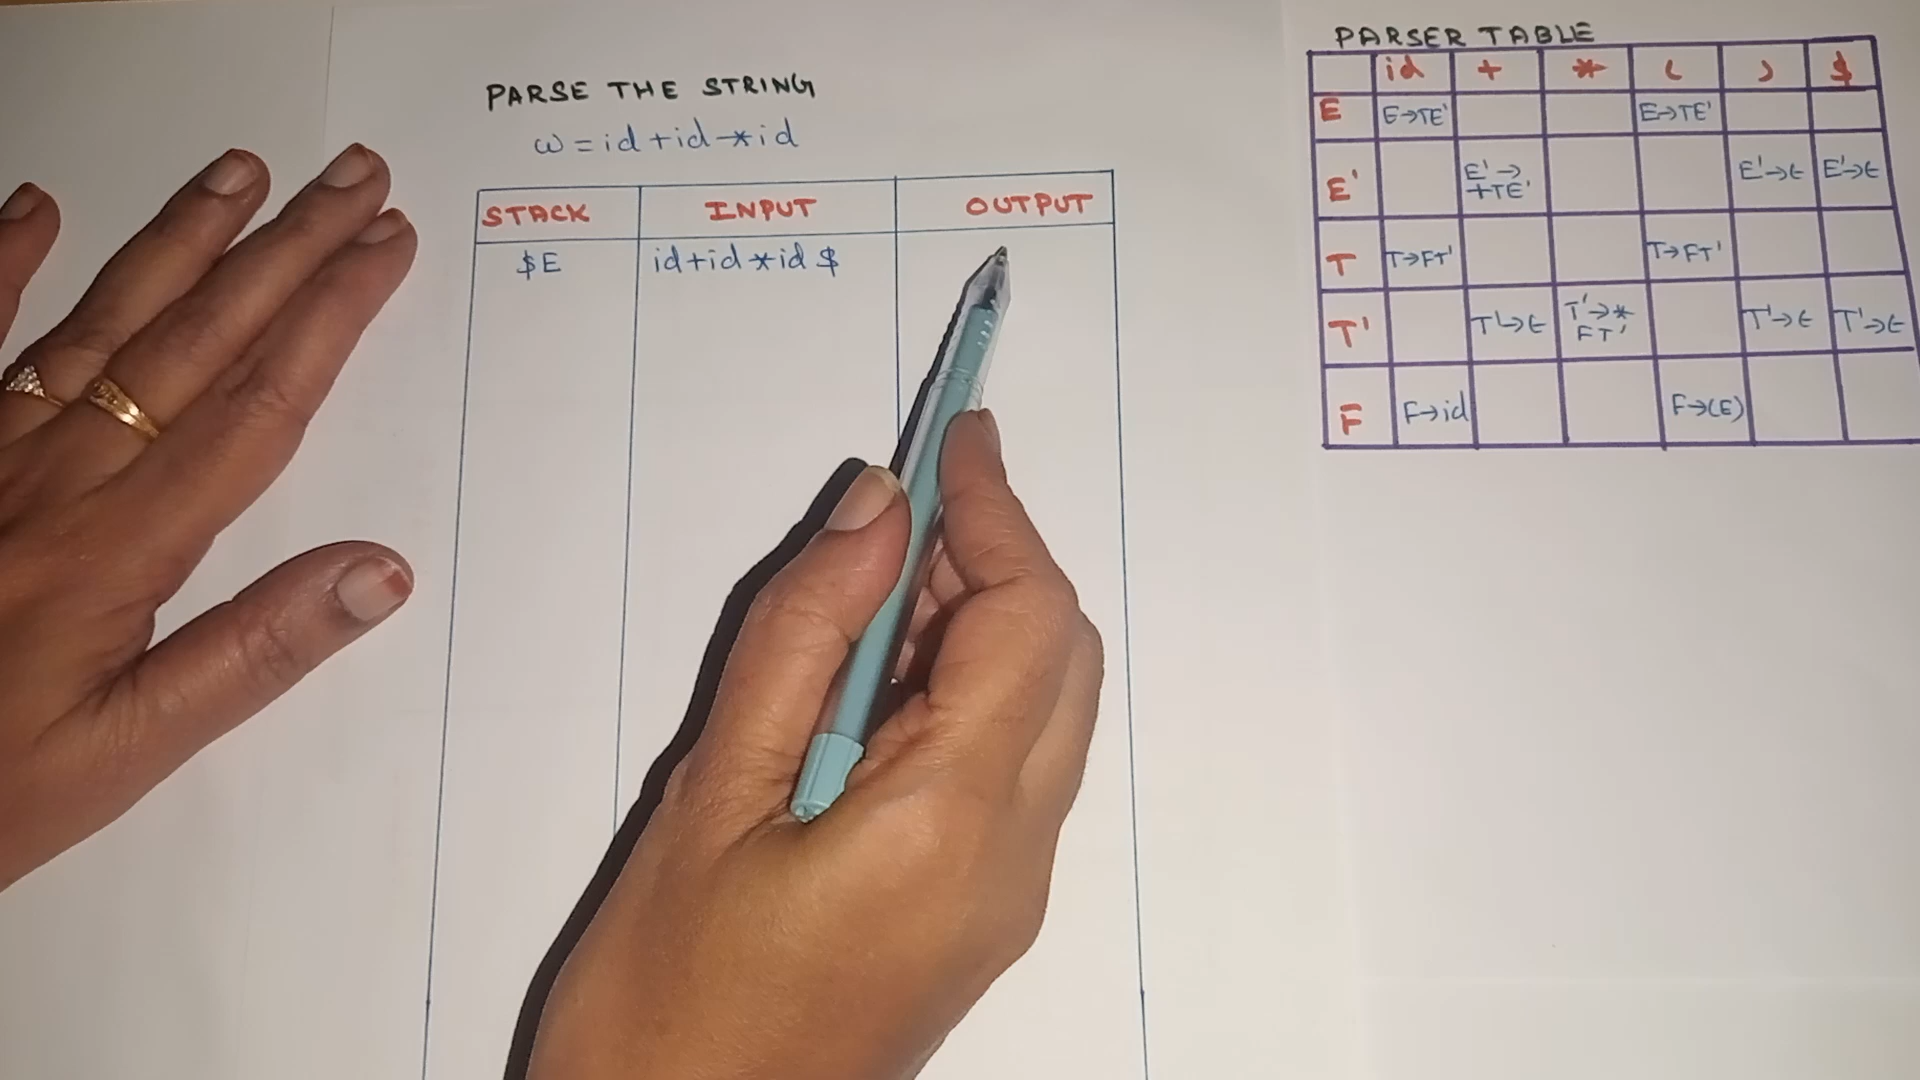 PARSE THE STRING
ω = id + id * id
STACK INPUT OUTPUT
$E id+id*id$
PARSER TABLE
id + * ( ) $
E E→TE' E→TE'
E' E'→ +TE' E'→ϵ E'→ϵ
T T→FT' T→FT'
T' T'→ϵ T'→* FT' T'→ϵ T'→ϵ
F F→id F→(E)